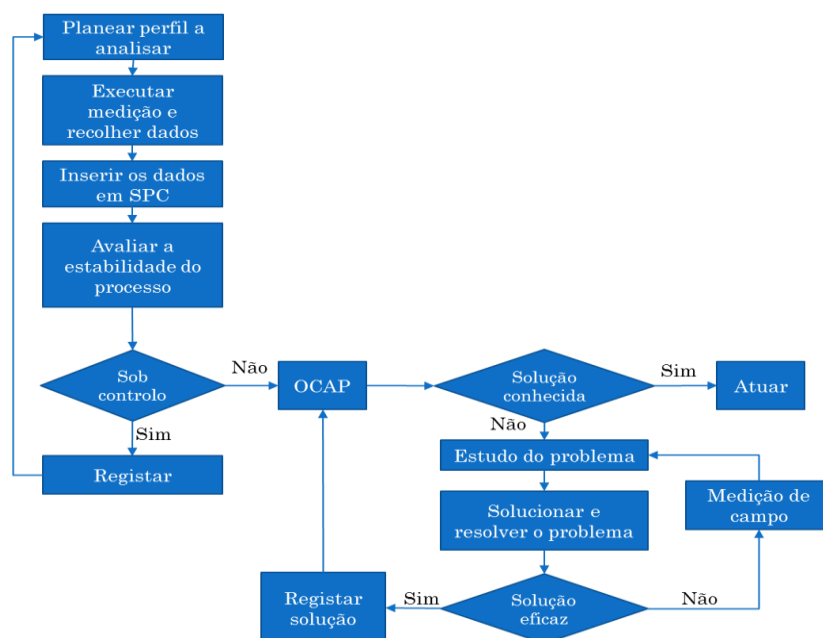 Planear perfil a
analisar
Executar
medição e
recolher dados
Inserir os dados
em SPC
Avaliar a
estabilidade do
processo
Sob
controlo
Não
Sim
Registar
OCAP
Solução
conhecida
Sim
Atuar
Não
Estudo do problema
Solucionar e
resolver o problema
Medição de
campo
Solução
eficaz
Não
Sim
Registar
solução